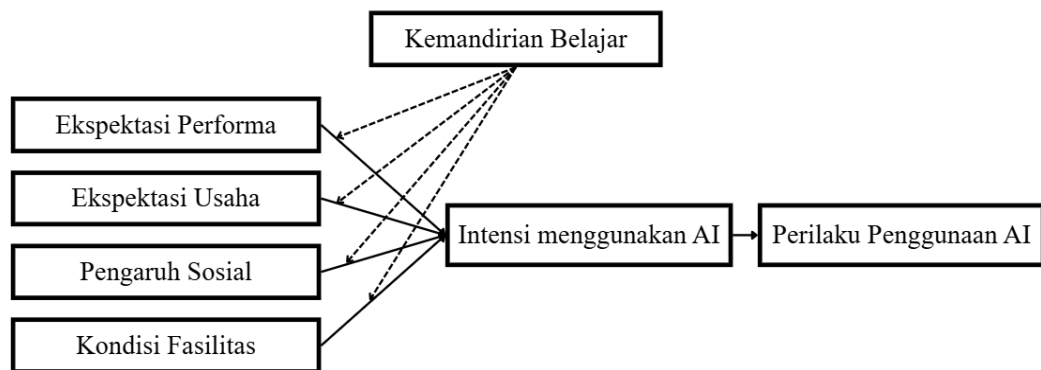 Kemandirian Belajar
Ekspektasi Performa
Ekspektasi Usaha
Pengaruh Sosial
Kondisi Fasilitas
Intensi menggunakan AI
Perilaku Penggunaan AI